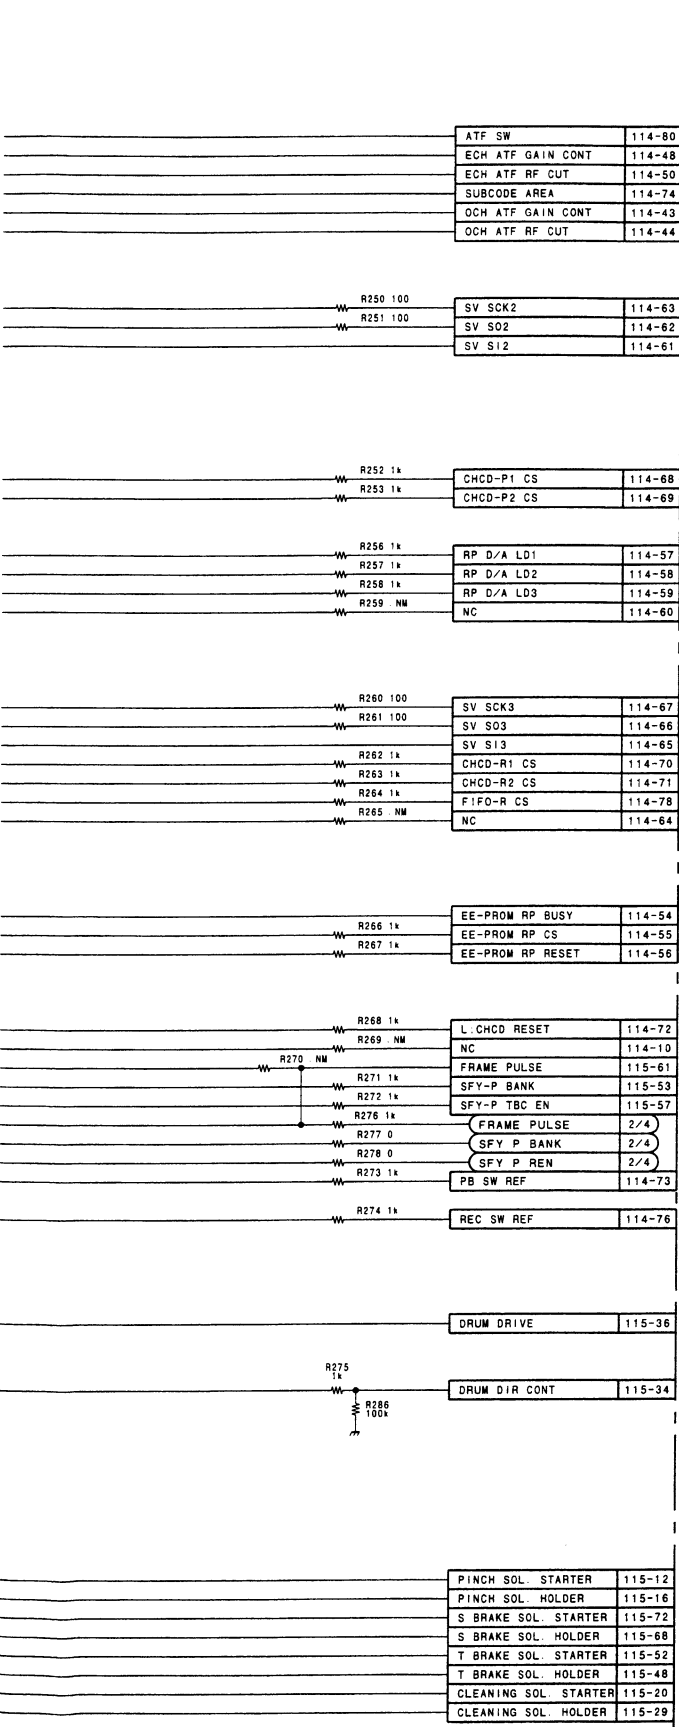 ATF SW 114-80
ECH ATF GAIN CONT 114-48
ECH ATF RF CUT 114-50
SUBCODE AREA 114-74
OCH ATF GAIN CONT 114-43
OCH ATF RF CUT 114-44
R250 100 SV SCK2 114-63
R251 100 SV SO2 114-62
SV SI2 114-61
R252 1k CHCD-P1 CS 114-68
R253 1k CHCD-P2 CS 114-69
R256 1k RP D/A LD1 114-57
R257 1k RP D/A LD2 114-58
R258 1k RP D/A LD3 114-59
R259 . NM NC 114-60
R260 100 SV SCK3 114-67
R261 100 SV SO3 114-66
SV SI3 114-65
R262 1k CHCD-R1 CS 114-70
R263 1k CHCD-R2 CS 114-71
R264 1k FIFO-R CS 114-78
R265 . NM NC 114-64
EE-PROM RP BUSY 114-54
R266 1k EE-PROM RP CS 114-55
R267 1k EE-PROM RP RESET 114-56
R268 1k L:CHCD RESET 114-72
R269 . NM NC 114-10
R270 . NM FRAME PULSE 115-61
R271 1k SFY-P BANK 115-53
R272 1k SFY-P TBC EN 115-57
R276 1k FRAME PULSE 2/4
R277 0 SFY P BANK 2/4
R278 0 SFY P REN 2/4
R273 1k PB SW REF 114-73
R274 1k REC SW REF 114-76
DRUM DRIVE 115-36
R275
1k
DRUM DIR CONT 115-34
R286
100k
PINCH SOL. STARTER 115-12
PINCH SOL. HOLDER 115-16
S BRAKE SOL. STARTER 115-72
S BRAKE SOL. HOLDER 115-68
T BRAKE SOL. STARTER 115-52
T BRAKE SOL. HOLDER 115-48
CLEANING SOL. STARTER 115-20
CLEANING SOL. HOLDER 115-29